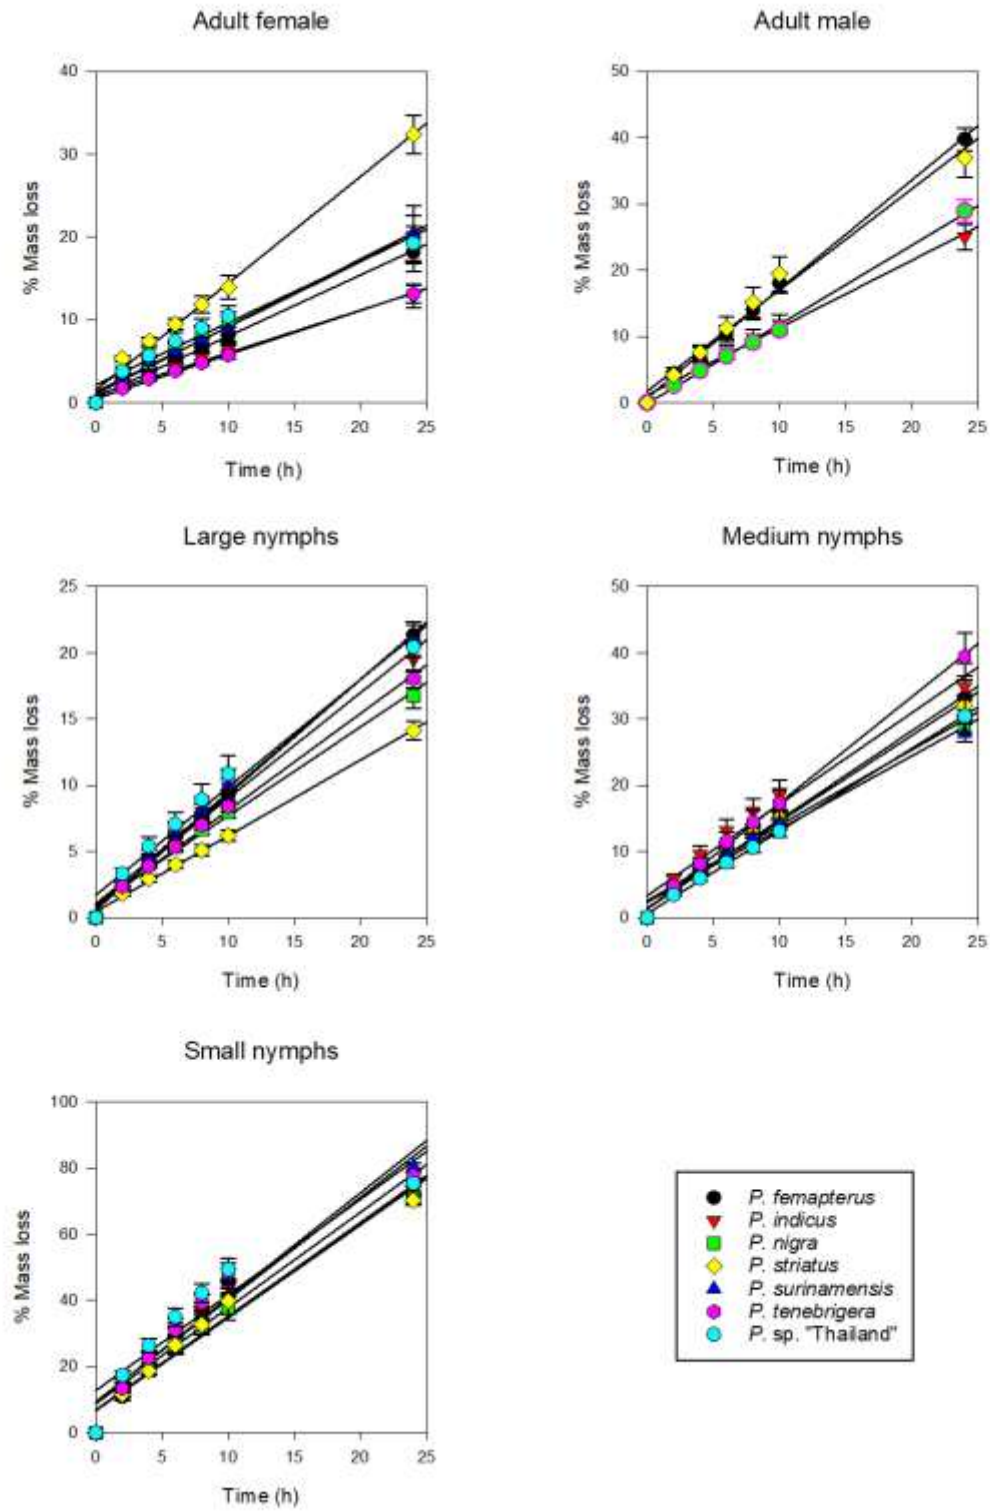 Adult female
Adult male
40
30
20
10
0
% Mass loss
0 5 10 15 20 25
Time (h)
50
40
30
20
10
0
% Mass loss
0 5 10 15 20 25
Time (h)
Large nymphs
Medium nymphs
25
20
15
10
5
0
% Mass loss
0 5 10 15 20 25
Time (h)
50
40
30
20
10
0
% Mass loss
0 5 10 15 20 25
Time (h)
Small nymphs
100
80
60
40
20
0
% Mass loss
0 5 10 15 20 25
Time (h)
P. femapterus
P. indicus
P. nigra
P. striatus
P. surinamensis
P. tenebrigera
P. sp. "Thailand"